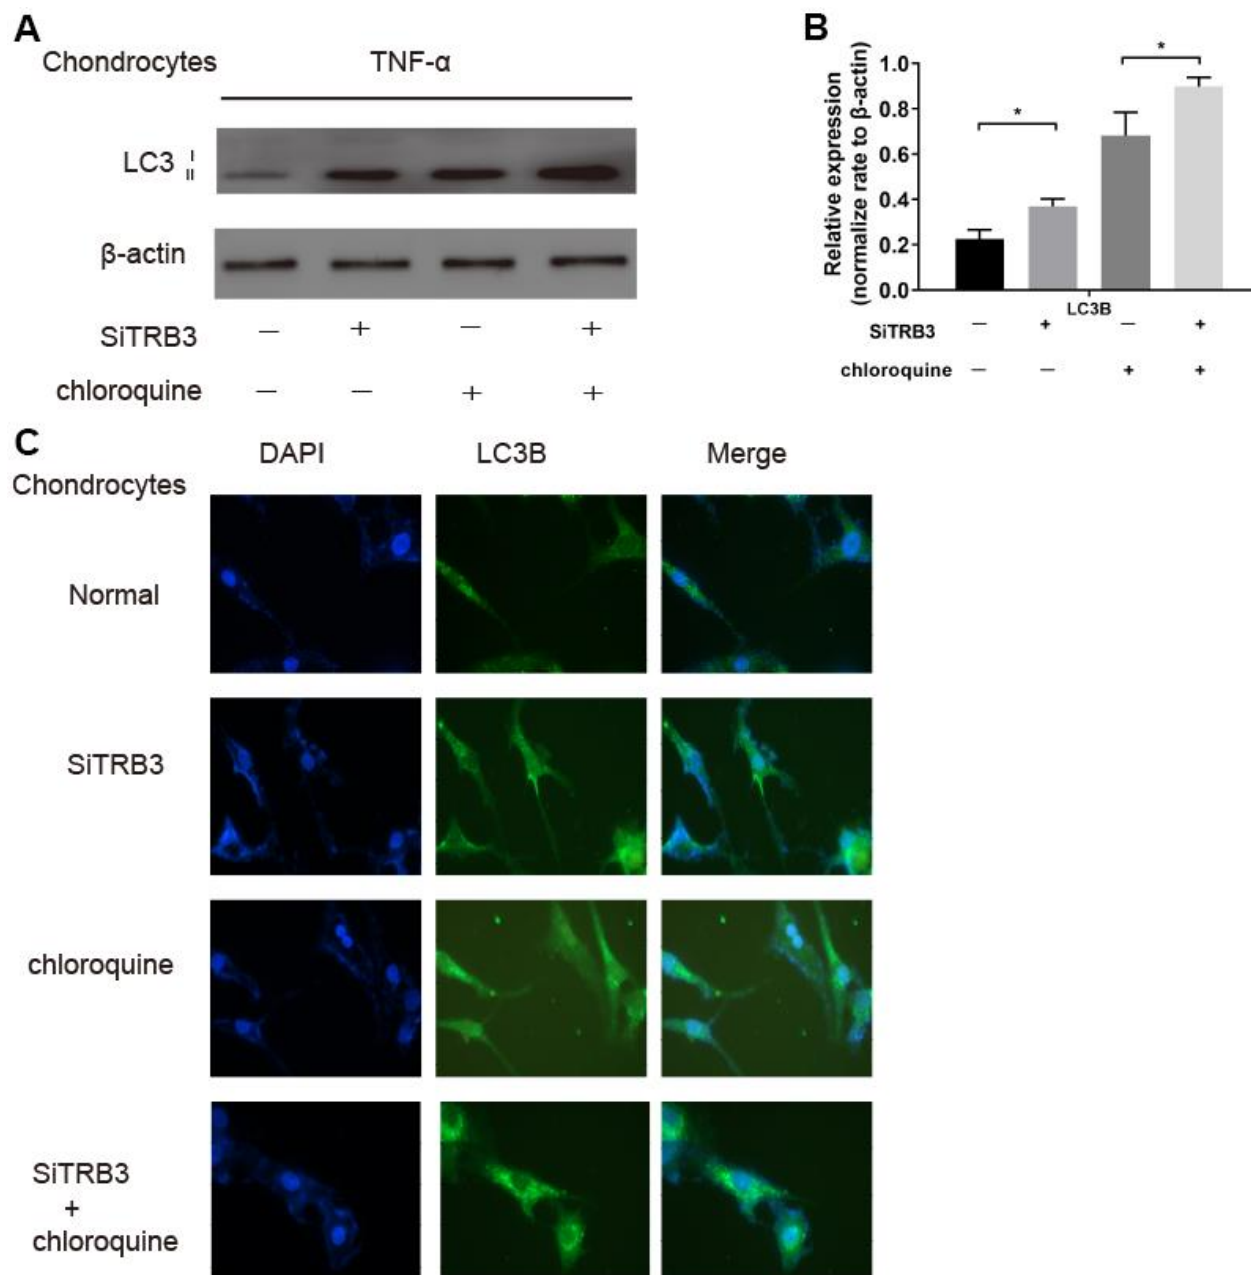 A
Chondrocytes TNF-α
LC3 I
II
β-actin
SiTRB3 — + — +
chloroquine — — + +
B
Relative expression
(normalize rate to β-actin)
1.0
0.8
0.6
0.4
0.2
0.0
* *
LC3B
SiTRB3 — + — +
chloroquine — — + +
C
DAPI LC3B Merge
Chondrocytes
Normal
SiTRB3
chloroquine
SiTRB3
+
chloroquine